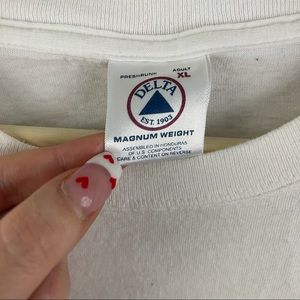 PRESHRUNK
ADULT
XL
DELTA
EST. 1903
MAGNUM WEIGHT
ASSEMBLED IN HONDURAS
OF U.S. COMPONENTS
CARE & CONTENT ON REVERSE